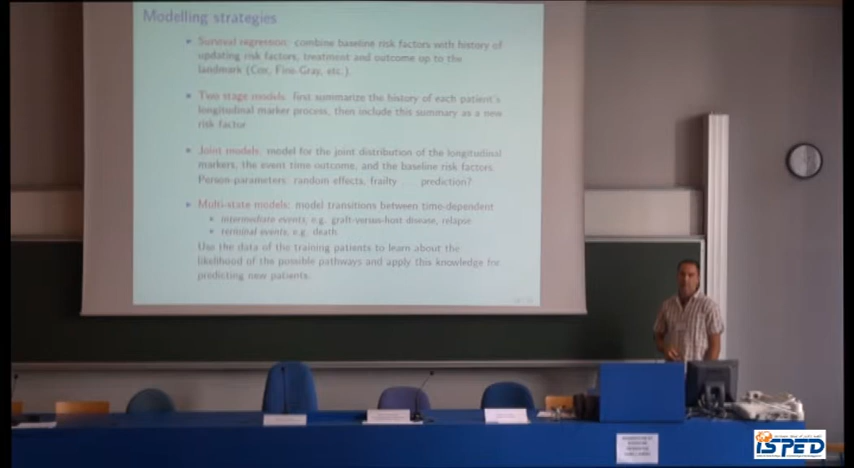 Modelling strategies
Survival regression: combine baseline risk factors with history of
updating risk factors, treatment and outcome up to the
landmark (Cox, Fine-Gray, etc.)
Two stage models: first summarize the history of each patient's
longitudinal marker process, then include this summary as a new
risk factor
Joint models: model for the joint distribution of the longitudinal
markers, the event time outcome, and the baseline risk factors
Person-parameters: random effects, frailty prediction?
Multi-state models: model transitions between time-dependent
intermediate events, e.g. graft-versus-host disease, relapse
terminal events, e.g. death
Use the data of the training patients to learn about the
likelihood of the possible pathways and apply this knowledge for
predicting new patients.
ISPED